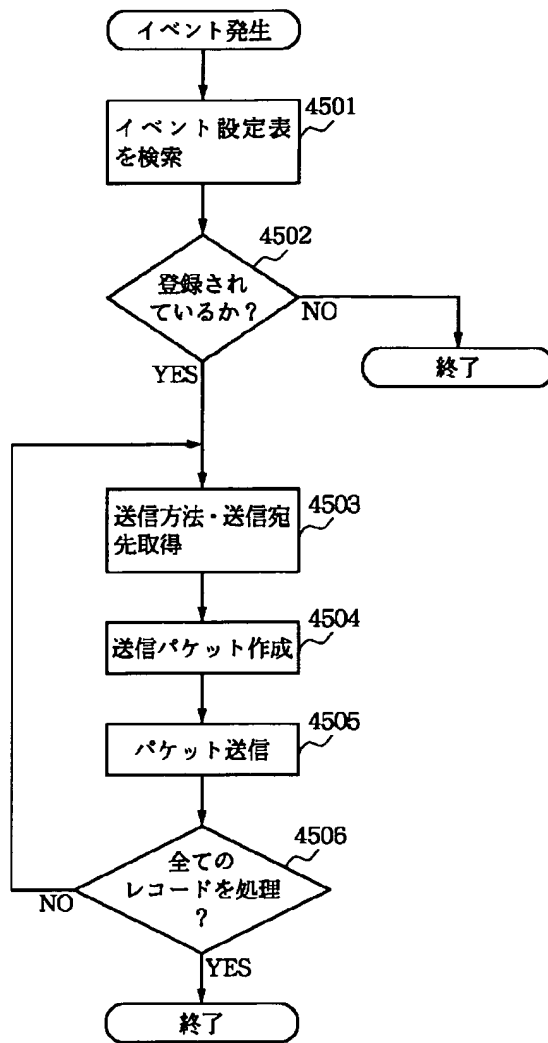 イベント発生
4501
イベント設定表
を検索
4502
登録され
ているか?
NO
YES
終了
4503
送信方法・送信宛
先取得
4504
送信パケット作成
4505
パケット送信
4506
全ての
レコードを処理
?
NO
YES
終了